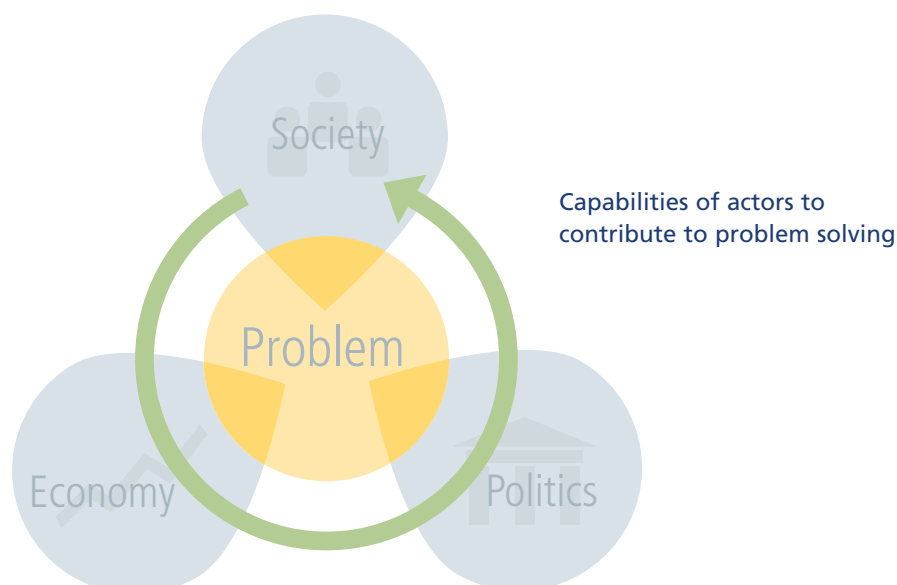 Society
Capabilities of actors to
contribute to problem solving
Problem
Economy
Politics